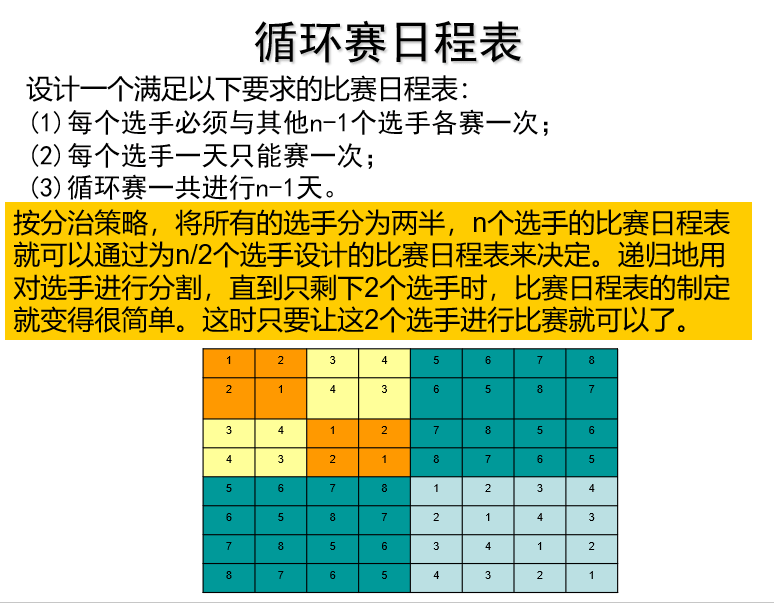 循环赛日程表
设计一个满足以下要求的比赛日程表：
(1)每个选手必须与其他n-1个选手各赛一次；
(2)每个选手一天只能赛一次；
(3)循环赛一共进行n-1天。
按分治策略，将所有的选手分为两半，n个选手的比赛日程表
就可以通过为n/2个选手设计的比赛日程表来决定。递归地用
对选手进行分割，直到只剩下2个选手时，比赛日程表的制定
就变得很简单。这时只要让这2个选手进行比赛就可以了。
1 2 3 4 5 6 7 8
2 1 4 3 6 5 8 7
3 4 1 2 7 8 5 6
4 3 2 1 8 7 6 5
5 6 7 8 1 2 3 4
6 5 8 7 2 1 4 3
7 8 5 6 3 4 1 2
8 7 6 5 4 3 2 1